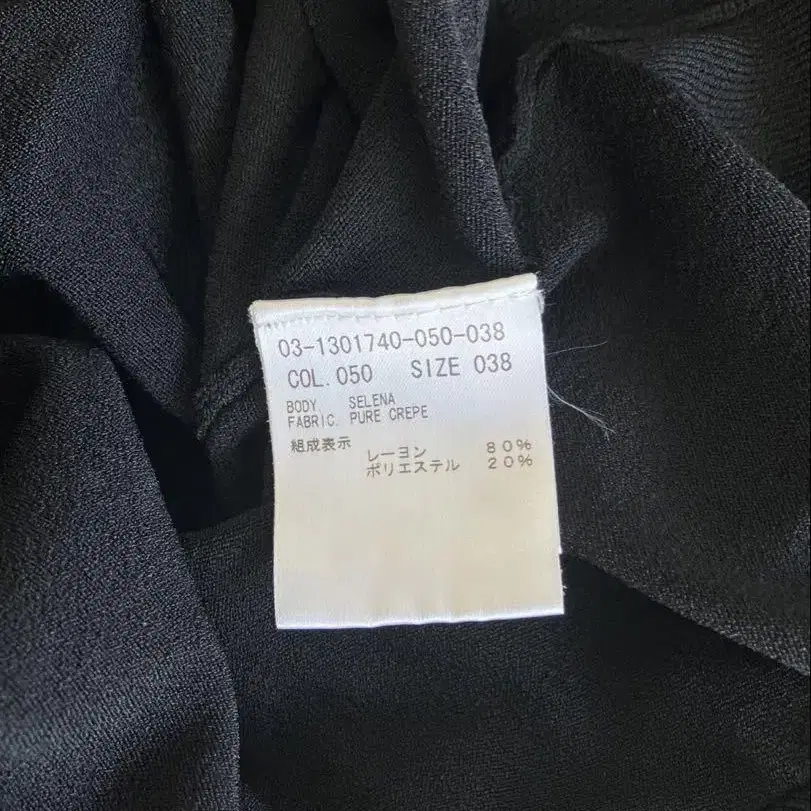 03-1301740-050-038
COL. 050 SIZE 038
BODY. SELENA
FABRIC. PURE CREPE
組成表示
レーヨン 80%
ポリエステル 20%